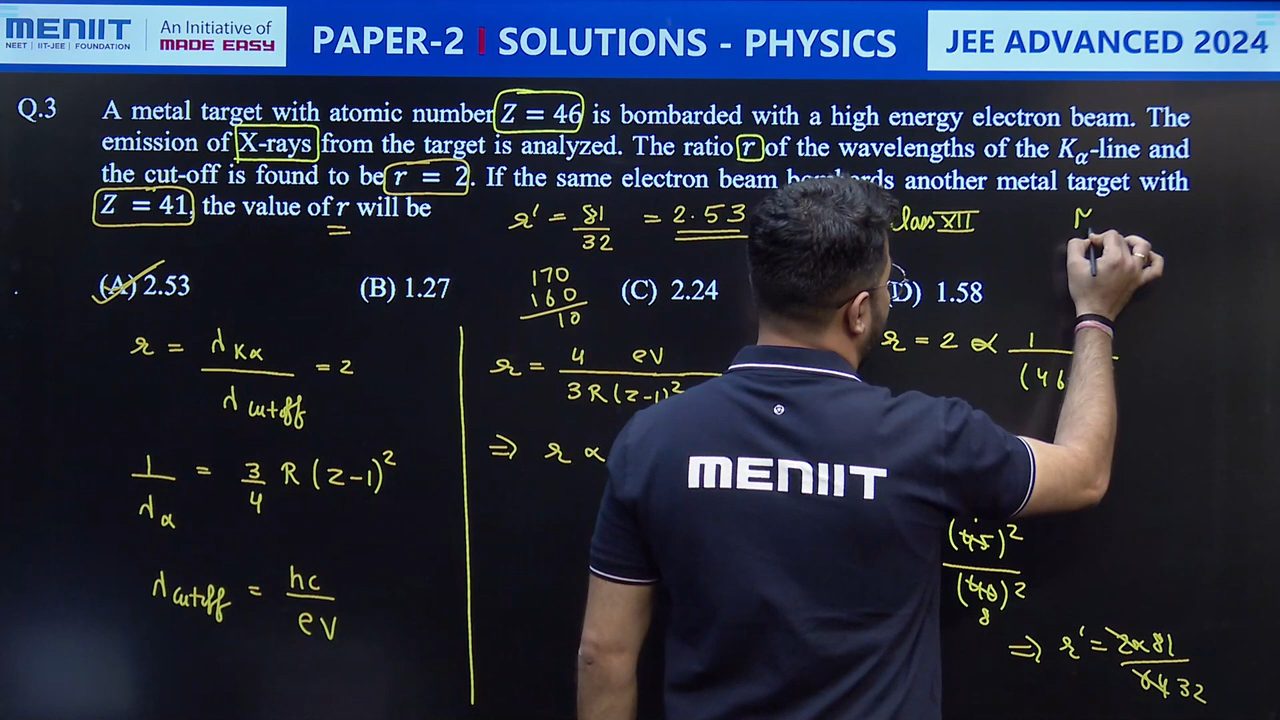 MENIIT
NEET | IIT-JEE | FOUNDATION
An Initiative of
MADE EASY
PAPER-2 | SOLUTIONS - PHYSICS
JEE ADVANCED 2024
Q.3 A metal target with atomic number Z = 46 is bombarded with a high energy electron beam. The
emission of X-rays from the target is analyzed. The ratio r of the wavelengths of the Kα-line and
the cut-off is found to be r = 2. If the same electron beam another metal target with
Z = 41, the value of r will be
r' = 81/32 = 2.53
XII
(A) 2.53 (B) 1.27 (C) 2.24 (D) 1.58
170
160
10
r = λKα / λcutoff = 2
1/λα = 3/4 R (Z-1)²
λcutoff = hc/eV
r = 4 eV / 3R(Z-1)²
⇒ r α
r = 2 α 1/(46
(45)²
(40)²
8
⇒ r' = 2×81 / 64 32
MENIIT